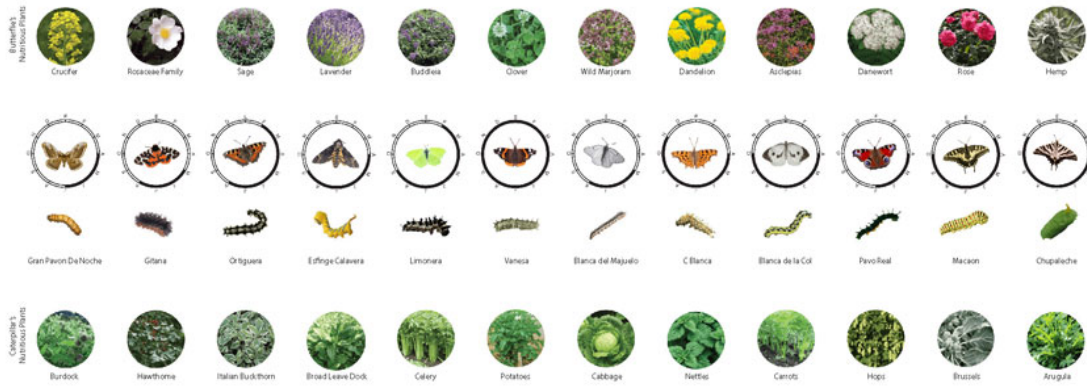 Butterflie's
Nutritious Plants
Crucifer
Rosaceae Family
Sage
Lavender
Buddleia
Clover
Wild Marjoram
Dandelion
Asclepias
Danewort
Rose
Hemp
Gran Pavon De Noche
Gitana
Ortiguera
Esfinge Calavera
Limonera
Vanesa
Blanca del Majuelo
C Blanca
Blanca de la Col
Pavo Real
Macaon
Chupaleche
Caterpillar's
Nutritious Plants
Burdock
Hawthorne
Italian Buckthorn
Broad Leave Dock
Celery
Potatoes
Cabbage
Nettles
Carrots
Hops
Brussels
Arugula